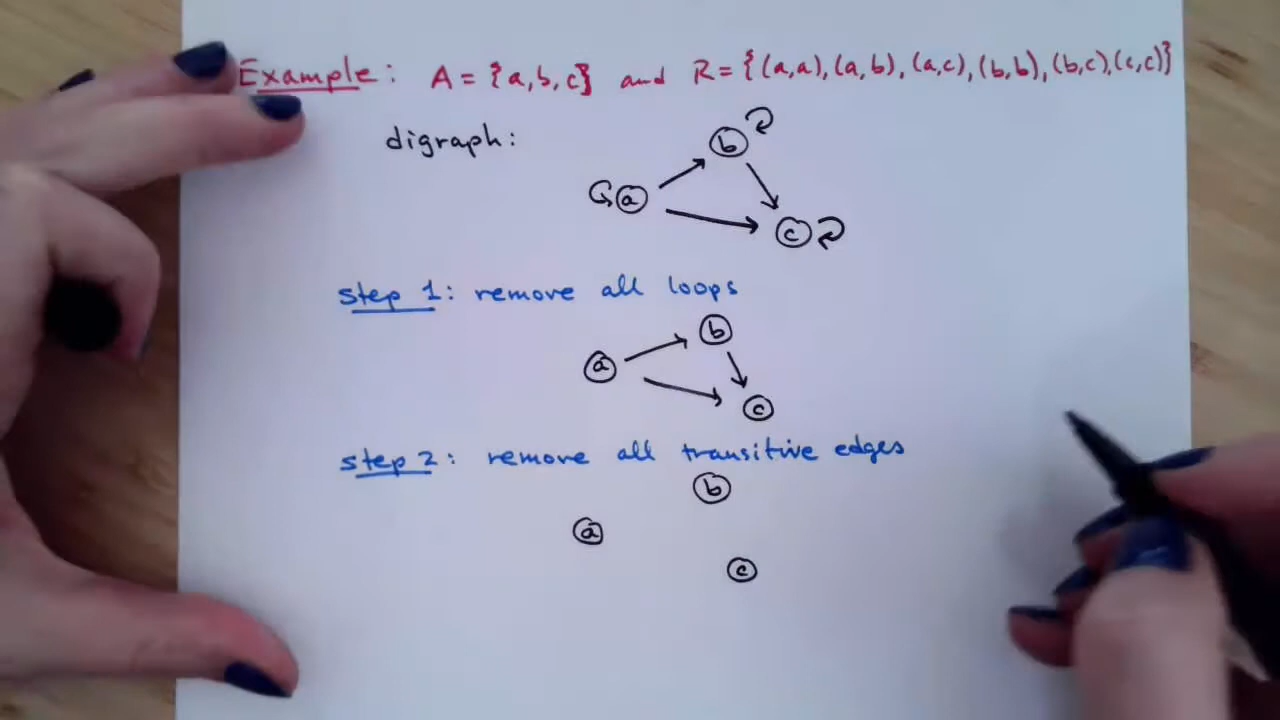 Example: A = {a,b,c} and R = {(a,a),(a,b),(a,c),(b,b),(b,c),(c,c)}
digraph:
b
a
c
step 1: remove all loops
b
a
c
step 2: remove all transitive edges
b
a
c